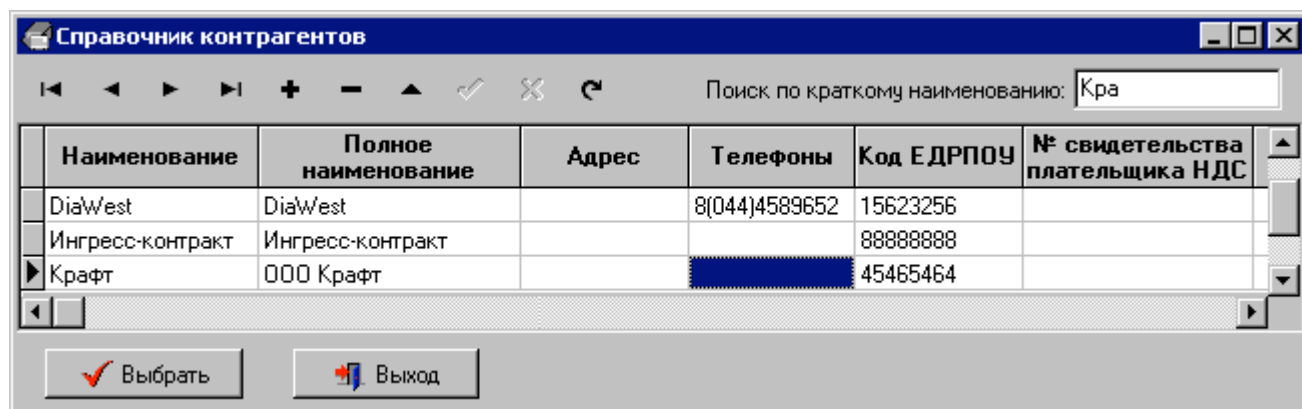 Справочник контрагентов
Поиск по краткому наименованию: Кра
Наименование Полное наименование Адрес Телефоны Код ЕДРПОУ № свидетельства плательщика НДС
DiaWest DiaWest 8(044)4589652 15623256
Ингресс-контракт Ингресс-контракт 88888888
Крафт ООО Крафт 45465464
Выбрать Выход